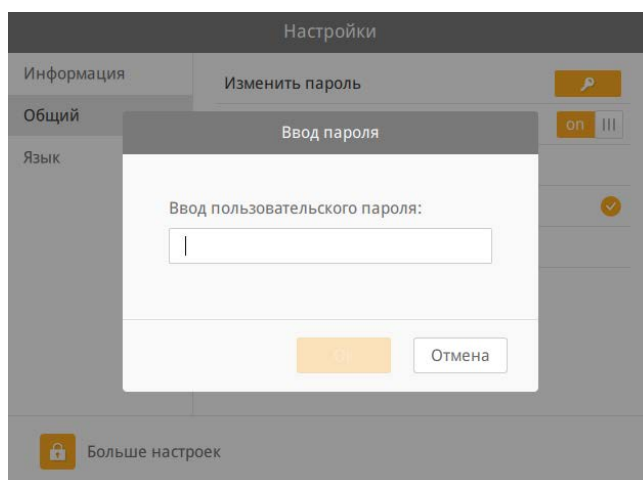 Настройки
Информация
Изменить пароль
Общий
on
Ввод пароля
Язык
Ввод пользовательского пароля:
Отмена
Больше настроек